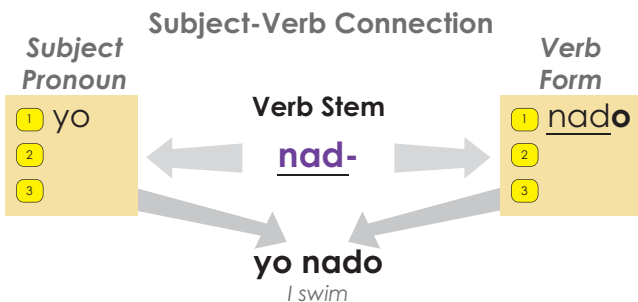 Subject-Verb Connection
Subject
Pronoun
Verb
Form
1 yo
2
3
Verb Stem
nad-
1 nado
2
3
yo nado
I swim